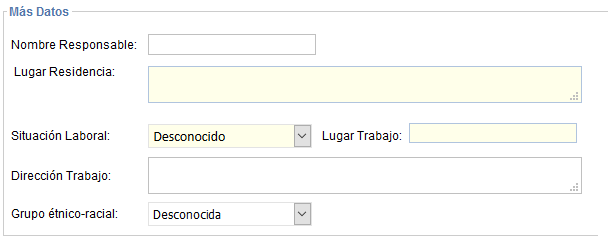 Más Datos
Nombre Responsable:
Lugar Residencia:
Situación Laboral: Desconocido Lugar Trabajo:
Dirección Trabajo:
Grupo étnico-racial: Desconocida